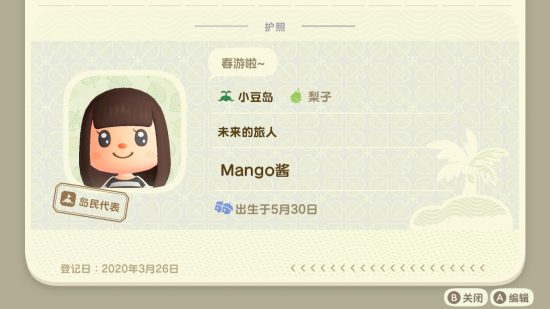 护照
春游啦~
小豆岛 梨子
未来的旅人
Mango酱
出生于5月30日
岛民代表
登记日：2020年3月26日
B 关闭 A 编辑